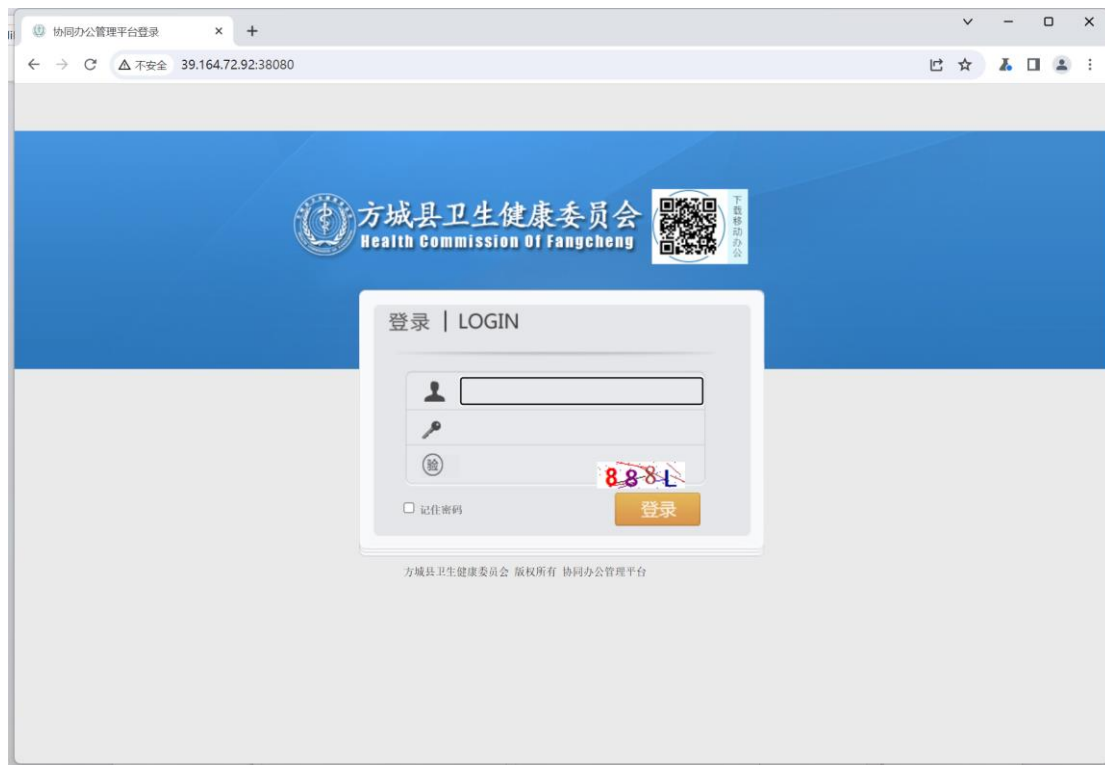 协同办公管理平台登录
不安全 39.164.72.92:38080
方城县卫生健康委员会
Health Commission Of Fangcheng
下载移动办公
登录 | LOGIN
验
888L
记住密码
登录
方城县卫生健康委员会 版权所有 协同办公管理平台